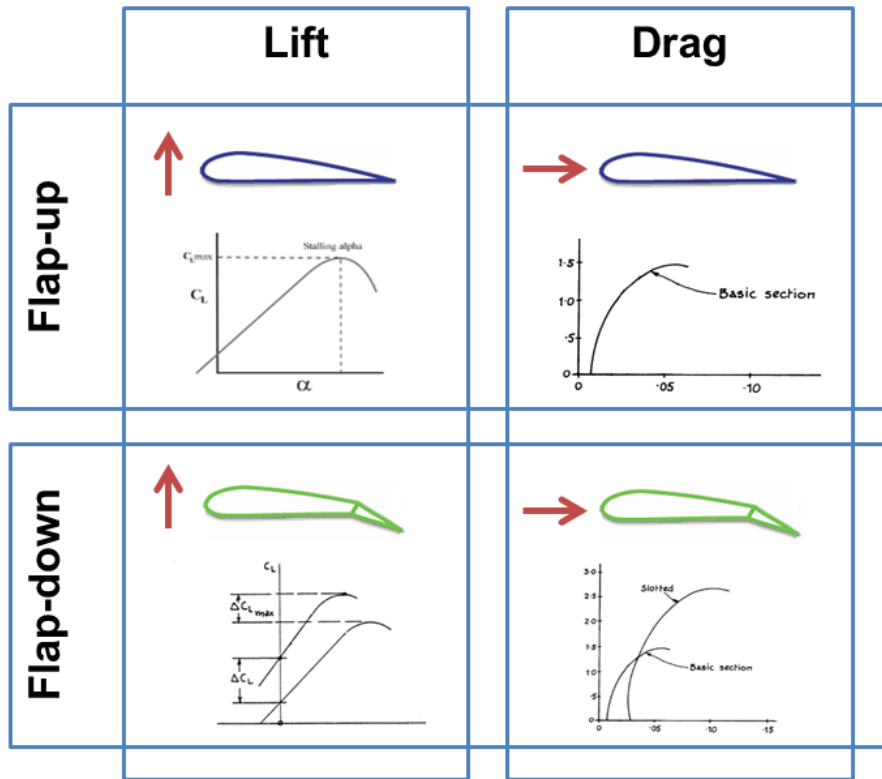 Lift
Drag
Flap-up
Stalling alpha
CLmax
CL
α
1.5
1.0
.5
0
0
.05
.10
Basic section
Flap-down
CL
ΔCLmax
ΔCL
3.0
2.5
2.0
1.5
1.0
.5
0
0
.05
.10
.15
Slotted
Basic section